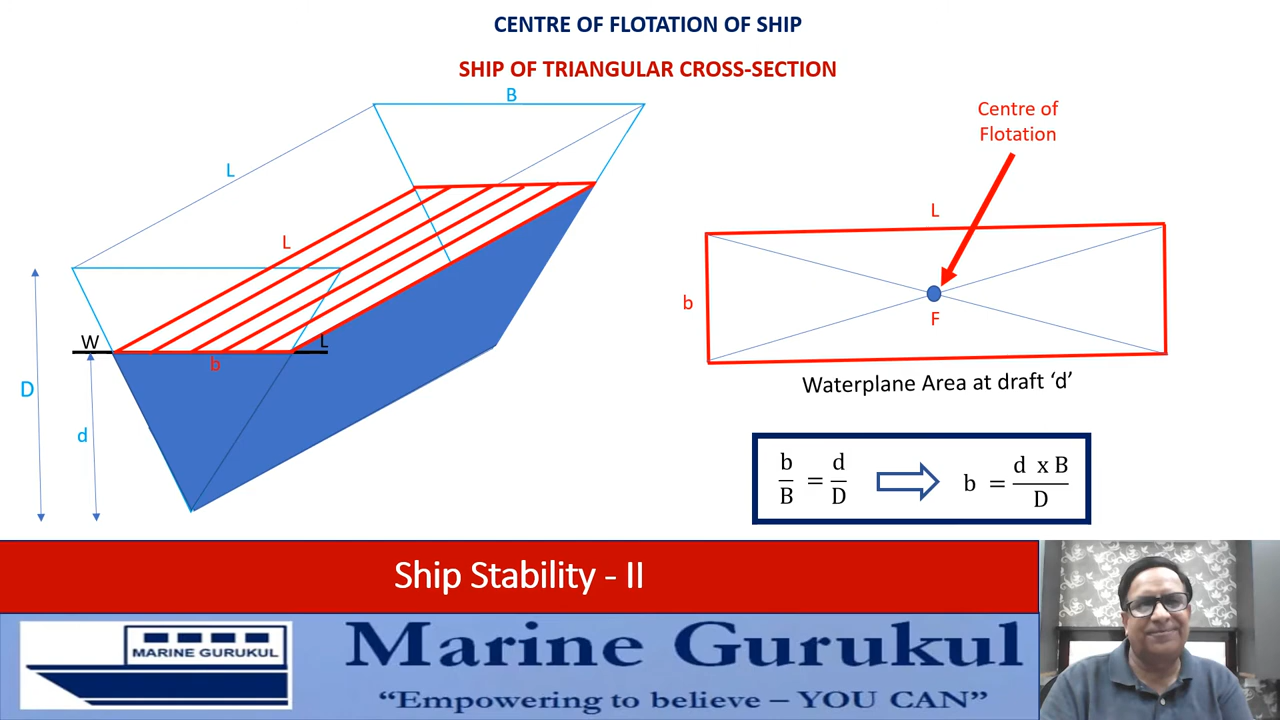 CENTRE OF FLOTATION OF SHIP
SHIP OF TRIANGULAR CROSS-SECTION
B
L
L
D
d
W
L
b
Centre of
Flotation
L
b
F
Waterplane Area at draft ‘d’
b/B = d/D
b = d x B/D
Ship Stability - II
MARINE GURUKUL
Marine Gurukul
“Empowering to believe – YOU CAN”